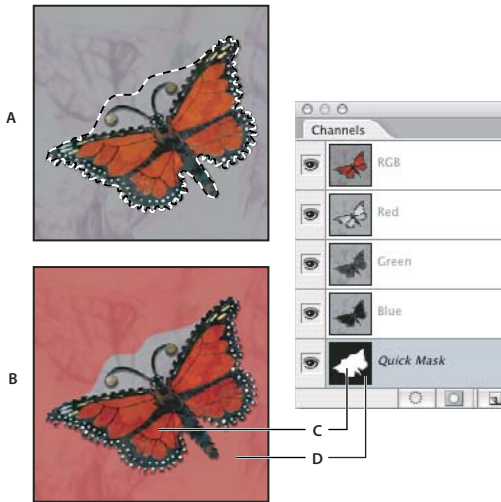 A
Channels
RGB
Red
Green
Blue
B
Quick Mask
C
D